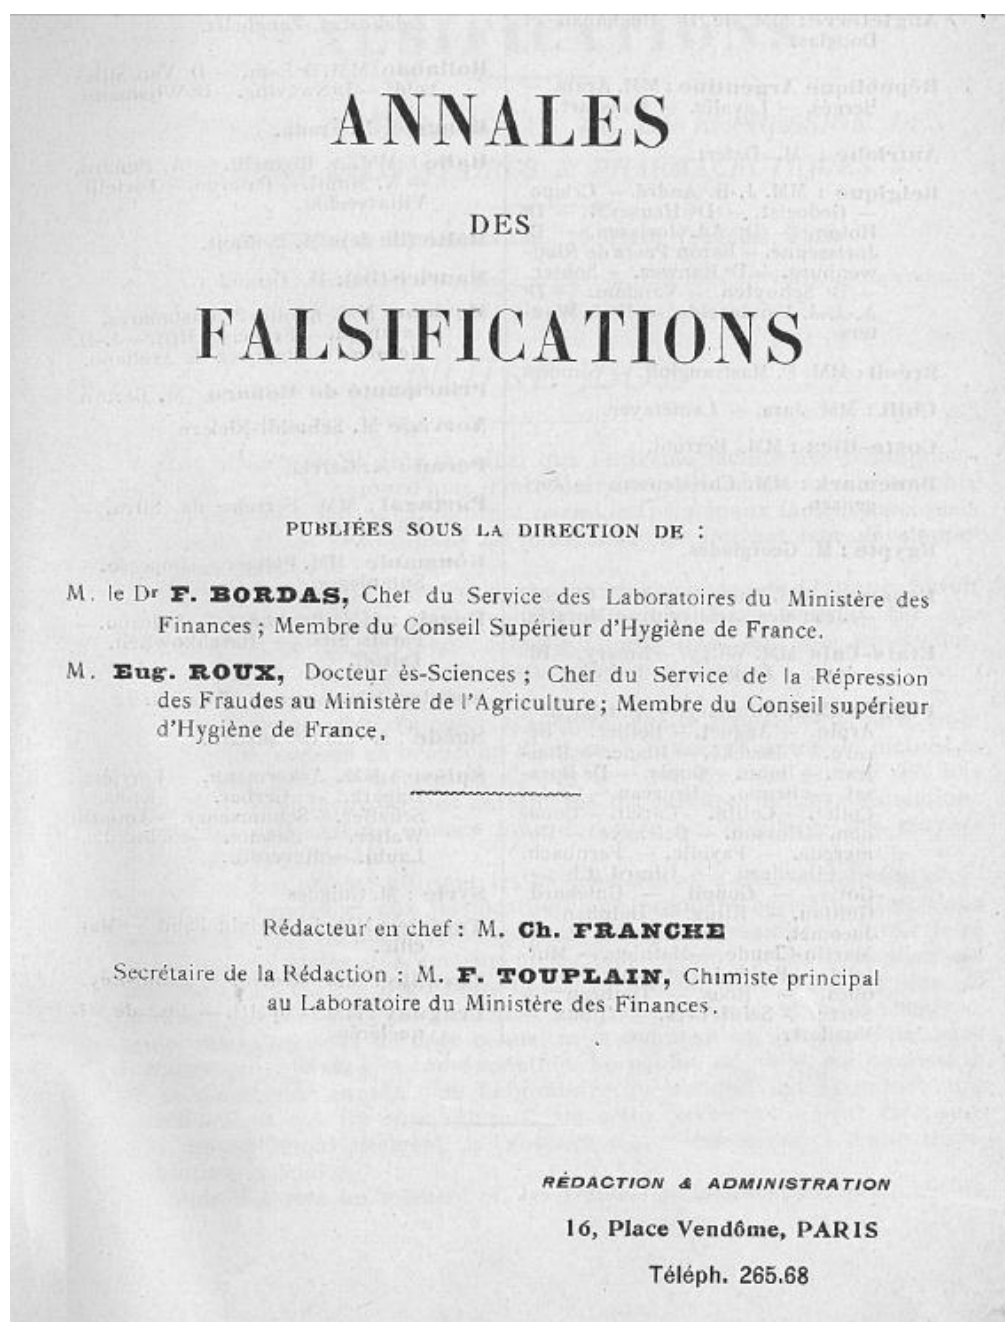 ANNALES
DES
FALSIFICATIONS
PUBLIÉES SOUS LA DIRECTION DE :
M. le Dr F. BORDAS, Chef du Service des Laboratoires du Ministère des
Finances ; Membre du Conseil Supérieur d'Hygiène de France.
M. Eug. ROUX, Docteur ès-Sciences ; Chef du Service de la Répression
des Fraudes au Ministère de l'Agriculture ; Membre du Conseil supérieur
d'Hygiène de France.
Rédacteur en chef : M. Ch. FRANCHE
Secrétaire de la Rédaction : M. F. TOUPLAIN, Chimiste principal
au Laboratoire du Ministère des Finances.
RÉDACTION & ADMINISTRATION
16, Place Vendôme, PARIS
Téléph. 265.68